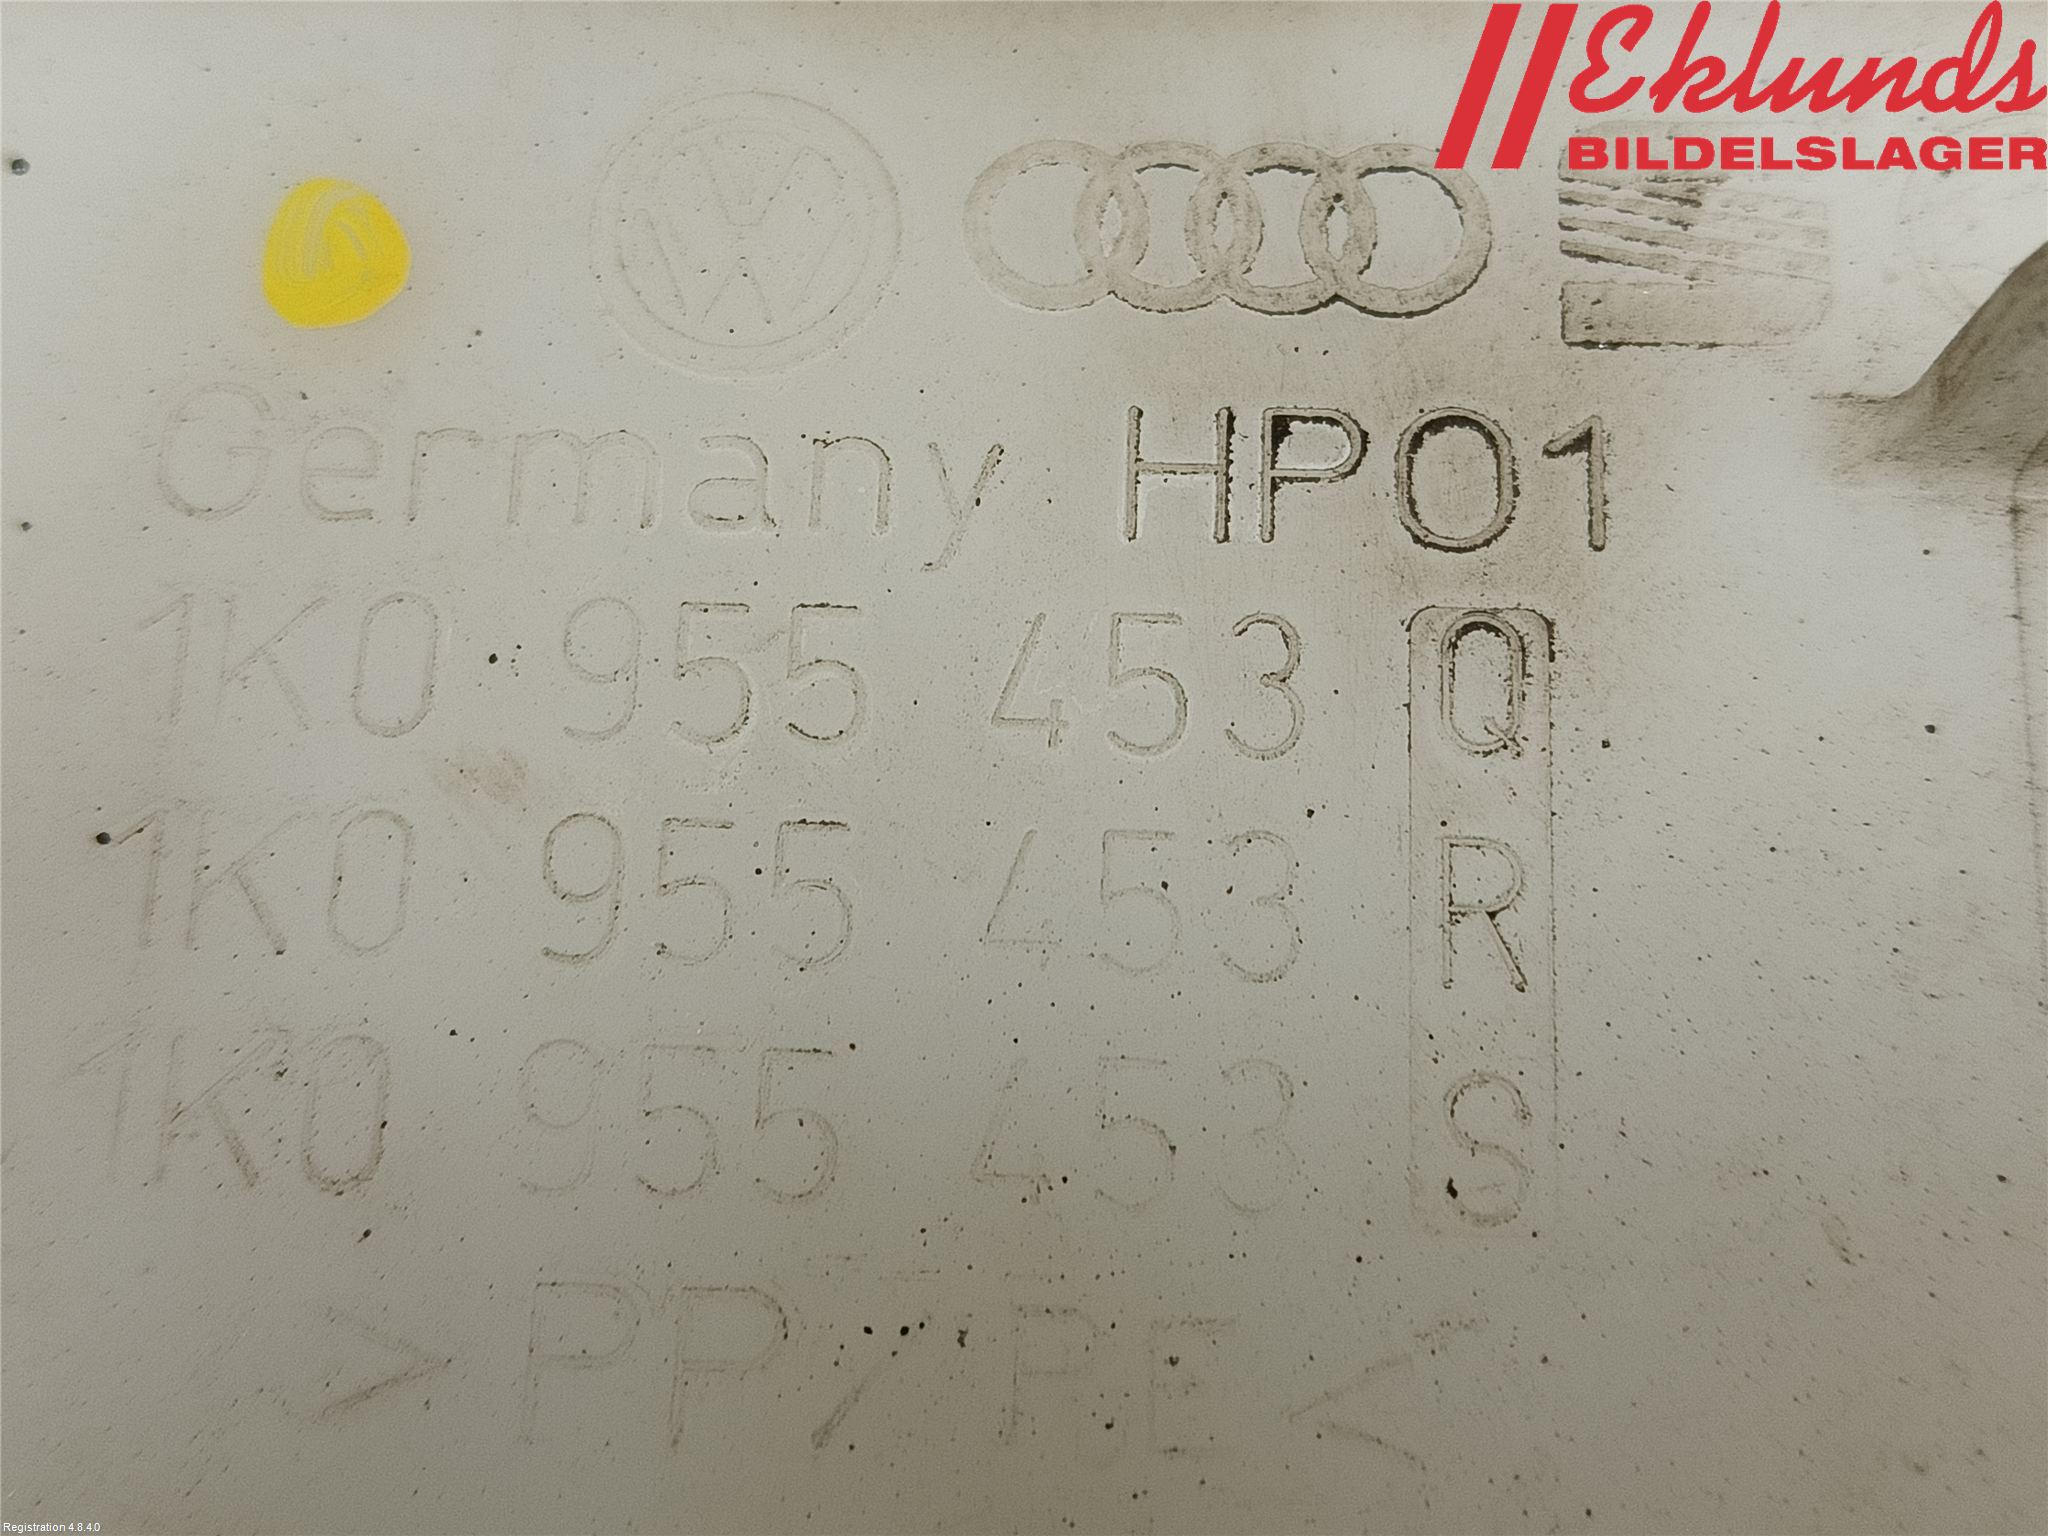 Eklunds
BILDELSLAGER
Germany HP01
1K0 955 453 Q
1K0 955 453 R
1K0 955 453 S
>PP/PE<
Registration 4.8.4.0